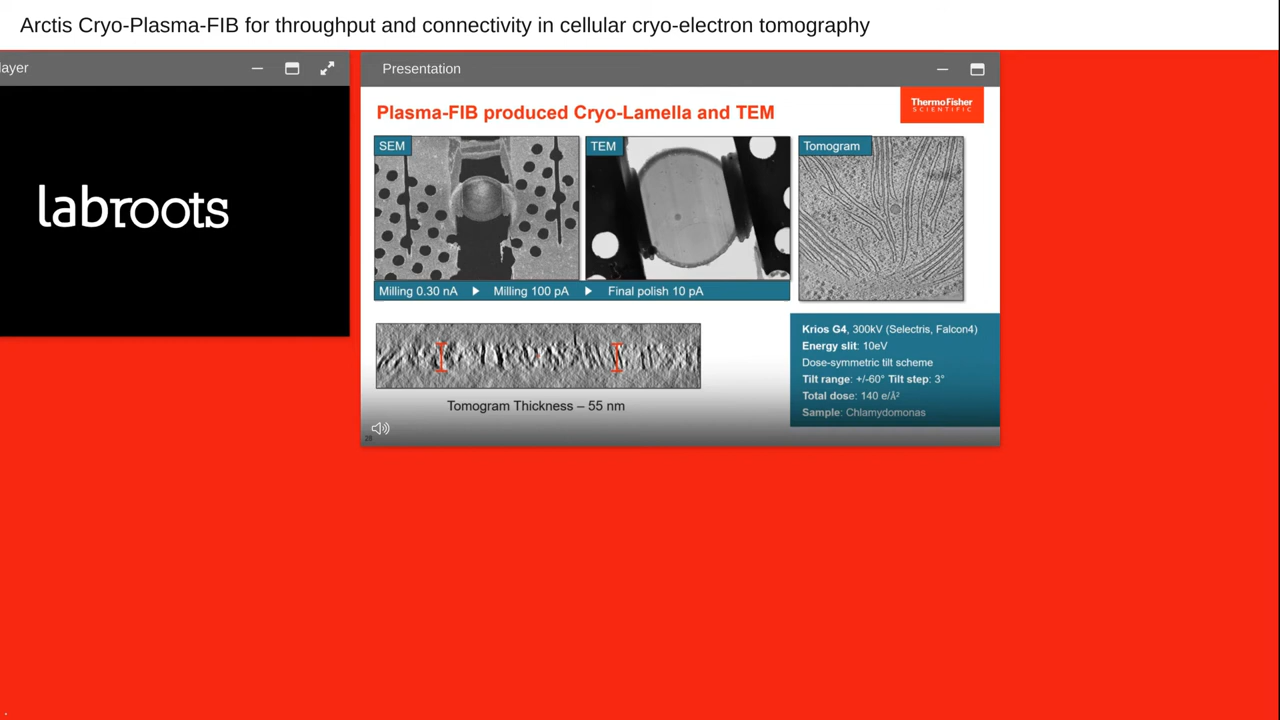 Arctis Cryo-Plasma-FIB for throughput and connectivity in cellular cryo-electron tomography
layer
Presentation
labroots
Plasma-FIB produced Cryo-Lamella and TEM
ThermoFisher
SCIENTIFIC
SEM
TEM
Tomogram
Milling 0.30 nA ▶ Milling 100 pA ▶ Final polish 10 pA
Tomogram Thickness – 55 nm
Krios G4, 300kV (Selectris, Falcon4)
Energy slit: 10eV
Dose-symmetric tilt scheme
Tilt range: +/-60° Tilt step: 3°
Total dose: 140 e/Å²
Sample: Chlamydomonas
28